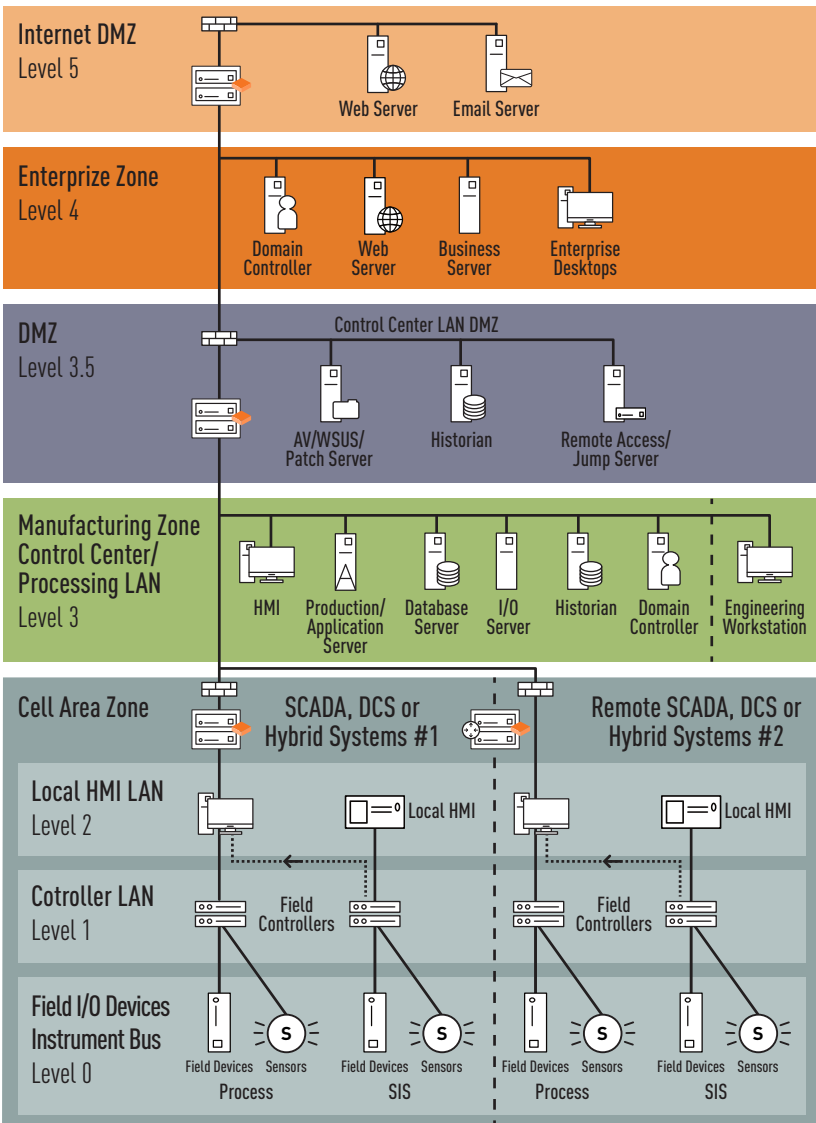 Internet DMZ
Level 5
Web Server
Email Server
Enterprize Zone
Level 4
Domain
Controller
Web
Server
Business
Server
Enterprise
Desktops
DMZ
Level 3.5
Control Center LAN DMZ
AV/WSUS/
Patch Server
Historian
Remote Access/
Jump Server
Manufacturing Zone
Control Center/
Processing LAN
Level 3
HMI
Production/
Application
Server
A
Database
Server
I/O
Server
Historian
Domain
Controller
Engineering
Workstation
Cell Area Zone
SCADA, DCS or
Hybrid Systems #1
Remote SCADA, DCS or
Hybrid Systems #2
Local HMI LAN
Level 2
Local HMI
Local HMI
Cotroller LAN
Level 1
Field
Controllers
Field
Controllers
Field I/O Devices
Instrument Bus
Level 0
S
S
S
S
Field Devices
Sensors
Field Devices
Sensors
Field Devices
Sensors
Field Devices
Sensors
Process
SIS
Process
SIS